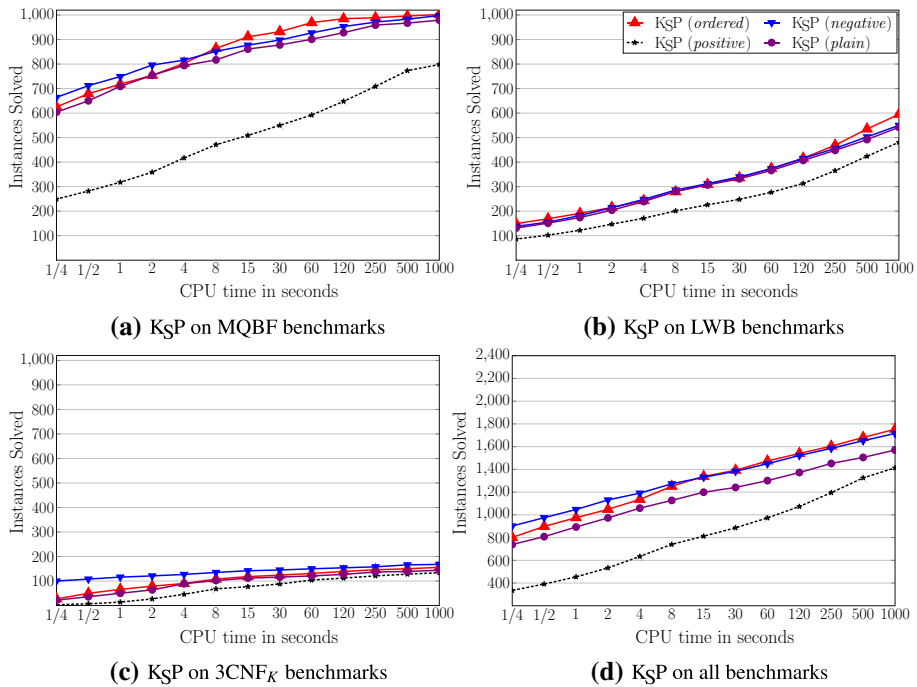 1,000
900
800
700
600
500
400
300
200
100
Instances Solved
1/4 1/2 1 2 4 8 15 30 60 120 250 500 1000
CPU time in seconds
(a) KSP on MQBF benchmarks
KSP (ordered) KSP (negative)
KSP (positive) KSP (plain)
1,000
900
800
700
600
500
400
300
200
100
Instances Solved
1/4 1/2 1 2 4 8 15 30 60 120 250 500 1000
CPU time in seconds
(b) KSP on LWB benchmarks
1,000
900
800
700
600
500
400
300
200
100
Instances Solved
1/4 1/2 1 2 4 8 15 30 60 120 250 500 1000
CPU time in seconds
(c) KSP on 3CNF_K benchmarks
2,400
2,200
2,000
1,800
1,600
1,400
1,200
1,000
800
600
400
Instances Solved
1/4 1/2 1 2 4 8 15 30 60 120 250 500 1000
CPU time in seconds
(d) KSP on all benchmarks